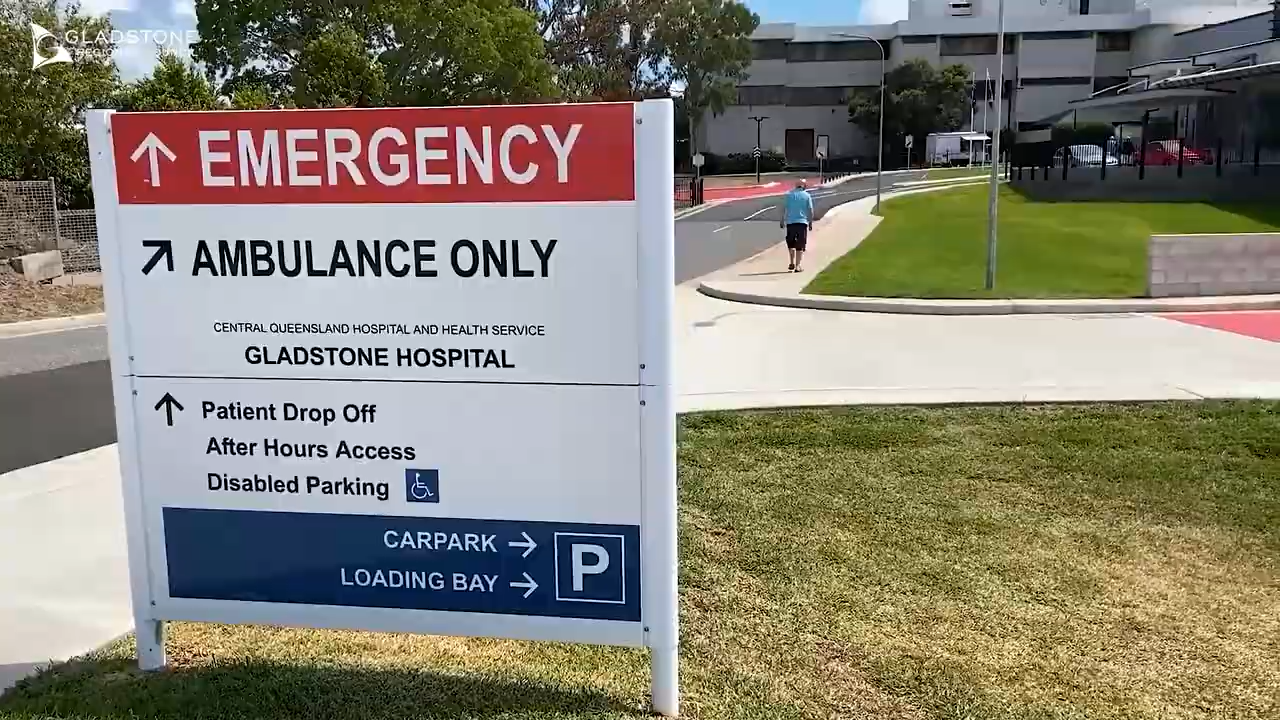 GLADSTONE
EMERGENCY
AMBULANCE ONLY
CENTRAL QUEENSLAND HOSPITAL AND HEALTH SERVICE
GLADSTONE HOSPITAL
Patient Drop Off
After Hours Access
Disabled Parking
CARPARK
P
LOADING BAY